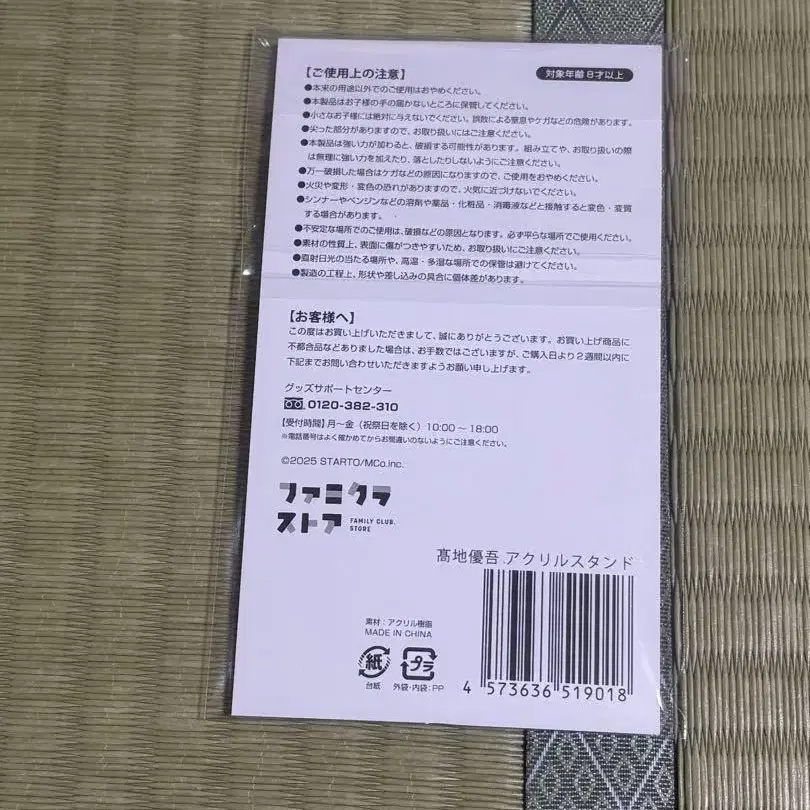 【ご使用上の注意】
対象年齢 8才以上
●本来の用途以外でのご使用はおやめください。
●本製品はお子様の手の届かないところに保管してください。
●小さなお子様には絶対に与えないでください。誤飲による窒息やケガなどの危険があります。
●尖った部分がありますので、お取り扱いにはご注意ください。
●本製品は強い力が加わると、破損する可能性があります。組み立てや、お取り扱いの際
は無理に強い力を加えたり、落としたりしないようにご注意ください。
●万一破損した場合はケガなどの原因になりますので、ご使用をおやめください。
●火災や変形・変色の恐れがありますので、火気に近づけないでください。
●シンナーやベンジンなどの溶剤や薬品・化粧品・消毒液などと接触すると変色・変質
する場合があります。
●不安定な場所でのご使用は、破損などの原因となります。必ず平らな場所でご使用ください。
●素材の性質上、表面に傷がつきやすいため、お取り扱いにご注意ください。
●直射日光の当たる場所や、高温・多湿な場所での保管は避けてください。
●製造の工程上、形状や差し込みの具合に個体差があります。
【お客様へ】
この度はお買い上げいただきまして、誠にありがとうございます。お買い上げ商品に
不都合品などありました場合は、お手数ではございますが、ご購入日より2週間以内に
下記までお問い合わせいただきますようお願い申し上げます。
グッズサポートセンター
0120-382-310
【受付時間】月〜金（祝祭日を除く）10:00〜18:00
※電話番号はよく確かめてからお間違いのないようにご注意ください。
©2025 STARTO/MCo.inc.
ファミクラ
ストア FAMILY CLUB.
STORE
髙地優吾.アクリルスタンド
素材：アクリル樹脂
MADE IN CHINA
紙 プラ
台紙 外袋・内袋：PP
4 573636 519018